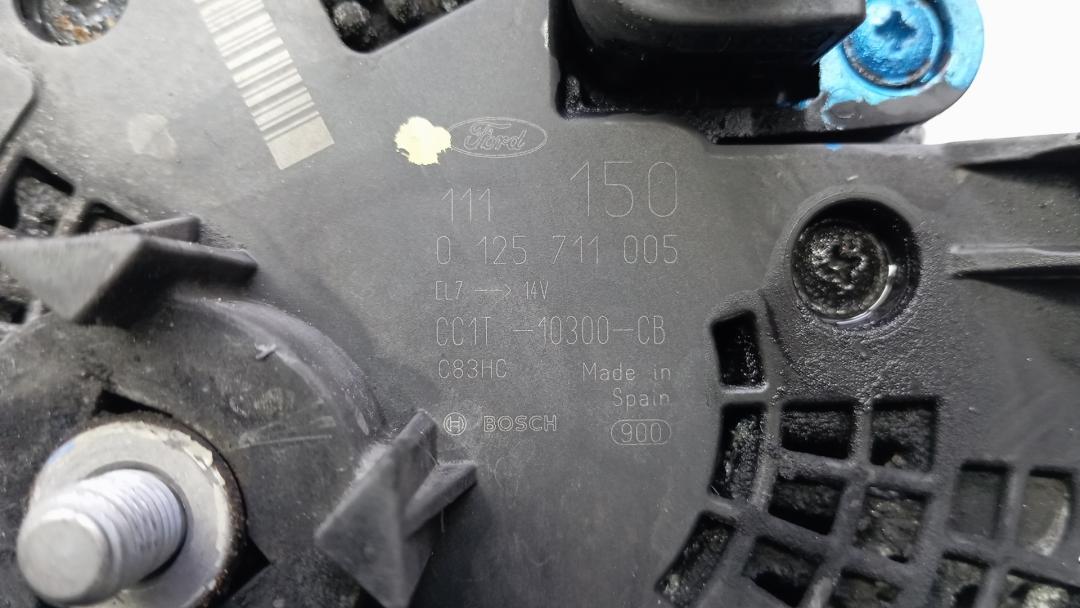 Ford
111 150
0 125 711 005
EL7 → 14V
CC1T -10300-CB
C83HC Made in
Spain
BOSCH 900